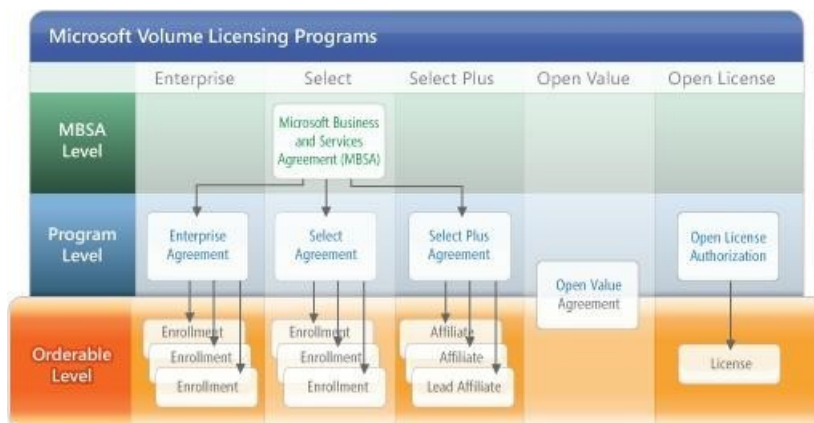 Microsoft Volume Licensing Programs
Enterprise
Select
Select Plus
Open Value
Open License
MBSA
Level
Microsoft Business
and Services
Agreement (MBSA)
Program
Level
Enterprise
Agreement
Select
Agreement
Select Plus
Agreement
Open Value
Agreement
Open License
Authorization
Orderable
Level
Enrollment
Enrollment
Enrollment
Enrollment
Enrollment
Enrollment
Affiliate
Affiliate
Lead Affiliate
License